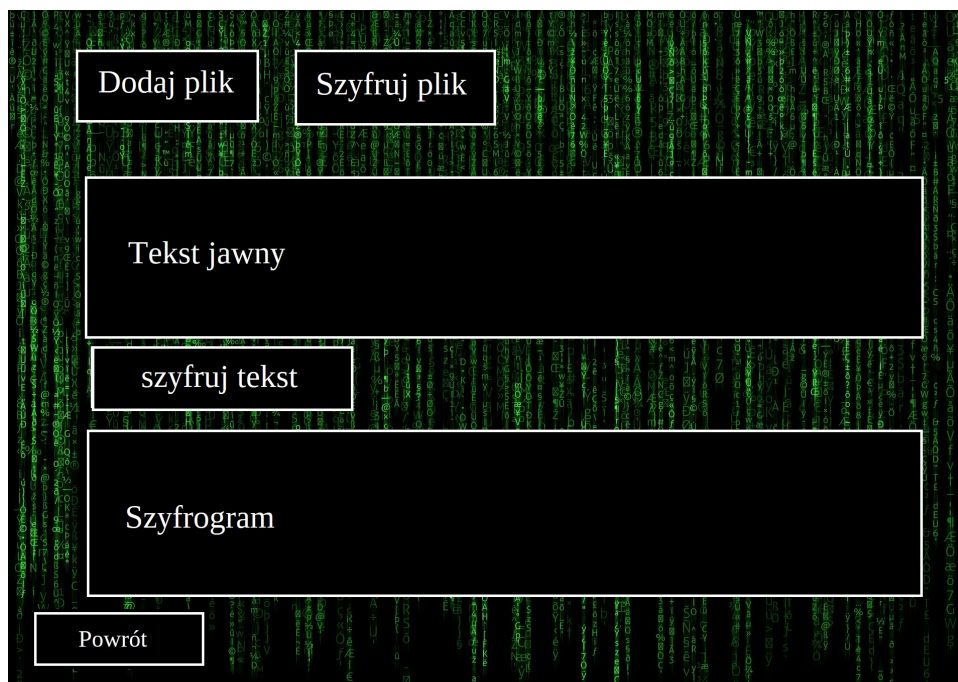 Dodaj plik
Szyfruj plik
Tekst jawny
szyfruj tekst
Szyfrogram
Powrót